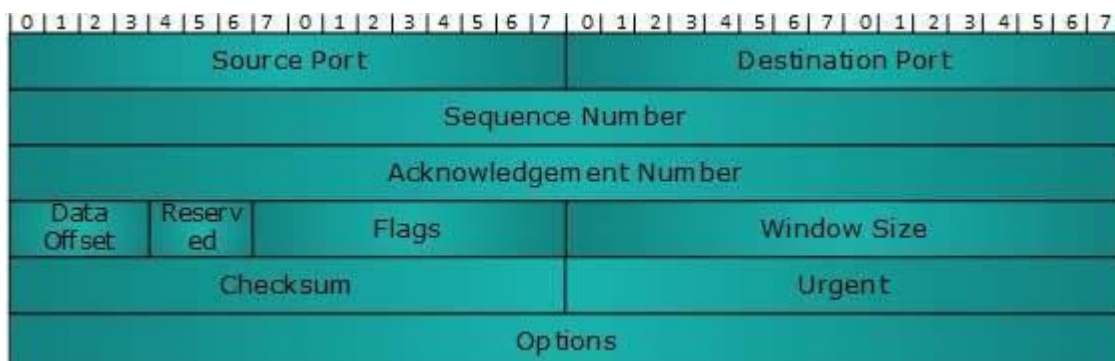 0 1 2 3 4 5 6 7 0 1 2 3 4 5 6 7 0 1 2 3 4 5 6 7 0 1 2 3 4 5 6 7
Source Port Destination Port
Sequence Number
Acknowledgement Number
Data Offset Reserved Flags Window Size
Checksum Urgent
Options